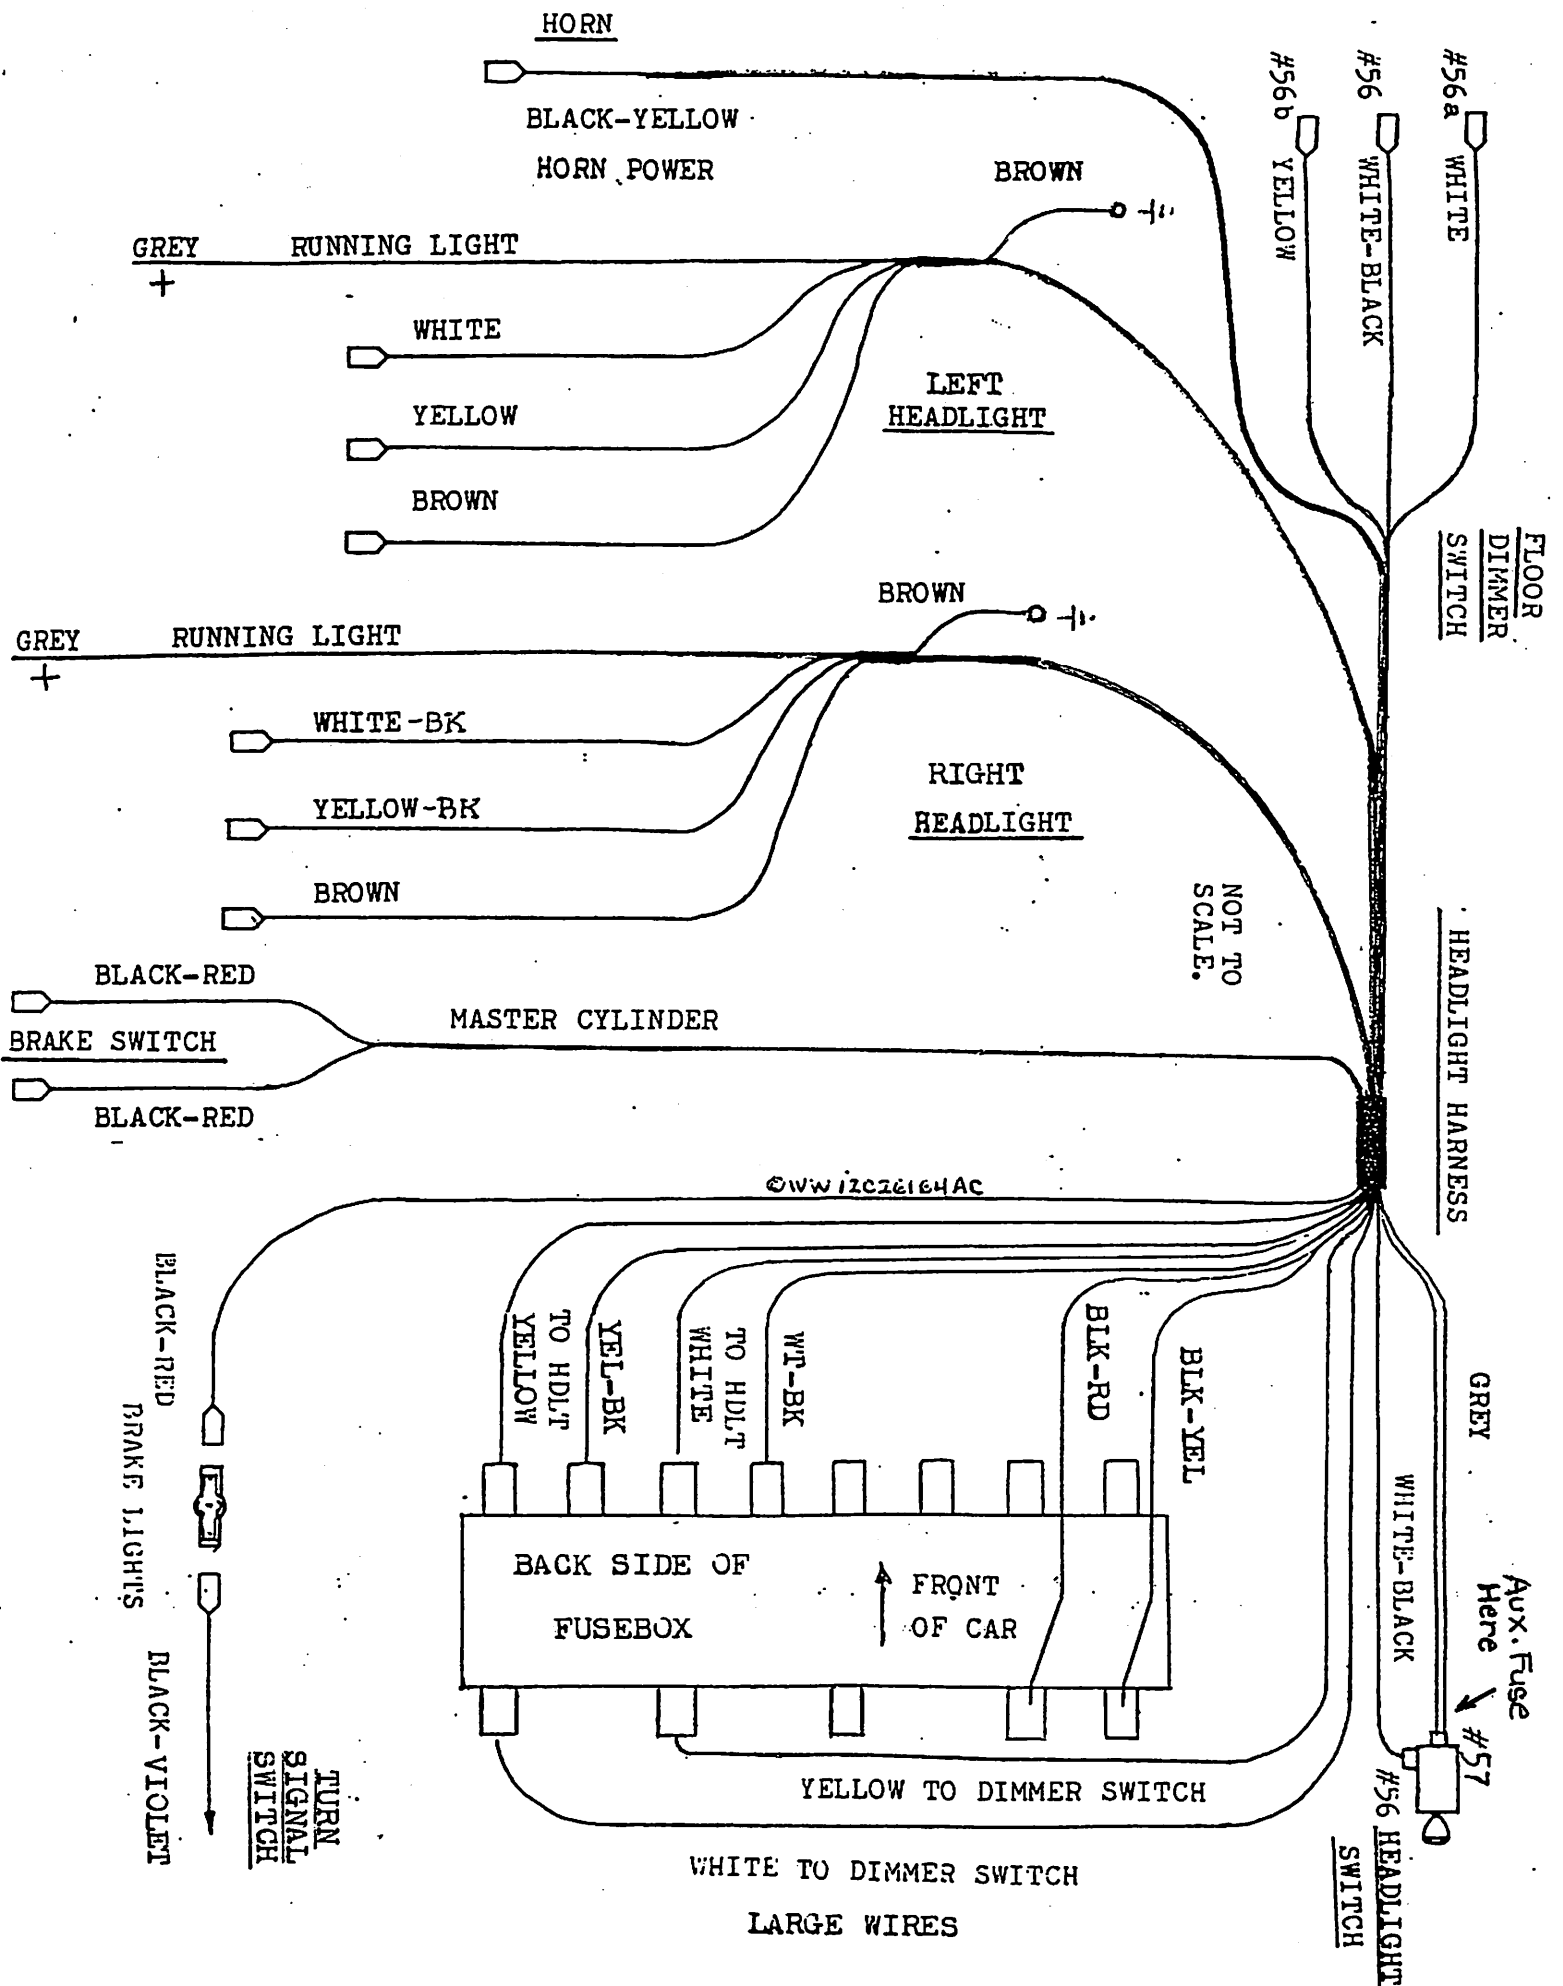 HORN
BLACK-YELLOW
HORN POWER
#56b
YELLOW
#56
WHITE-BLACK
#56a
WHITE
FLOOR
DIMMER
SWITCH
BROWN
GREY
RUNNING LIGHT
+
WHITE
YELLOW
BROWN
LEFT
HEADLIGHT
BROWN
GREY
RUNNING LIGHT
+
WHITE-BK
YELLOW-BK
BROWN
RIGHT
HEADLIGHT
NOT TO
SCALE.
HEADLIGHT HARNESS
BLACK-RED
BRAKE SWITCH
BLACK-RED
MASTER CYLINDER
©WW12C26164AC
BLACK-RED
BRAKE LIGHTS
BLACK-VIOLET
TURN
SIGNAL
SWITCH
TO HDLT
YELLOW
YEL-BK
TO HDLT
WHITE
WT-BK
BLK-RD
BLK-YEL
GREY
WHITE-BLACK
Aux. Fuse
Here
#57
#56
HEADLIGHT
SWITCH
BACK SIDE OF
FUSEBOX
FRONT
OF CAR
YELLOW TO DIMMER SWITCH
WHITE TO DIMMER SWITCH
LARGE WIRES